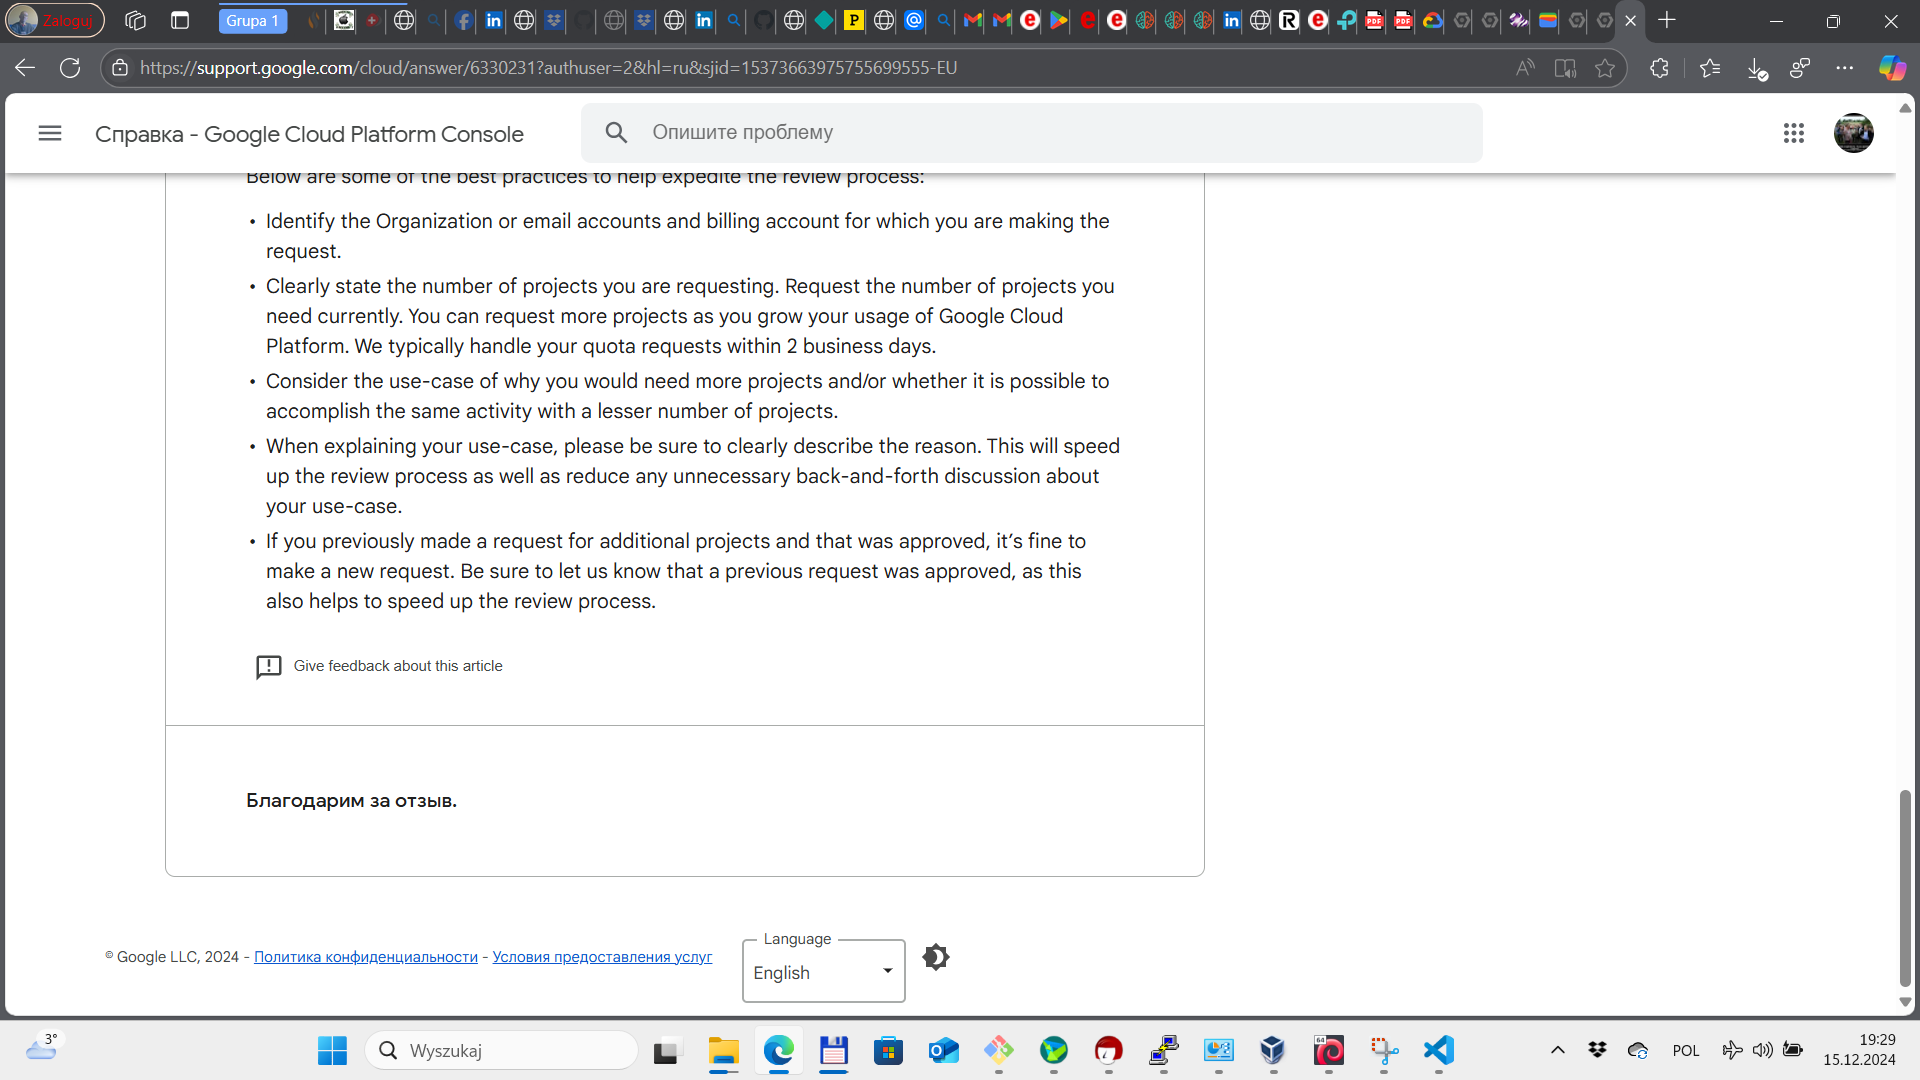 Zaloguj
Grupa 1
https://support.google.com/cloud/answer/6330231?authuser=2&hl=ru&sjid=15373663975755699555-EU
Справка - Google Cloud Platform Console
Опишите проблему
Below are some of the best practices to help expedite the review process:
• Identify the Organization or email accounts and billing account for which you are making the
request.
• Clearly state the number of projects you are requesting. Request the number of projects you
need currently. You can request more projects as you grow your usage of Google Cloud
Platform. We typically handle your quota requests within 2 business days.
• Consider the use-case of why you would need more projects and/or whether it is possible to
accomplish the same activity with a lesser number of projects.
• When explaining your use-case, please be sure to clearly describe the reason. This will speed
up the review process as well as reduce any unnecessary back-and-forth discussion about
your use-case.
• If you previously made a request for additional projects and that was approved, it’s fine to
make a new request. Be sure to let us know that a previous request was approved, as this
also helps to speed up the review process.
Give feedback about this article
Благодарим за отзыв.
© Google LLC, 2024 - Политика конфиденциальности - Условия предоставления услуг
Language
English
3°
Wyszukaj
POL
19:29
15.12.2024